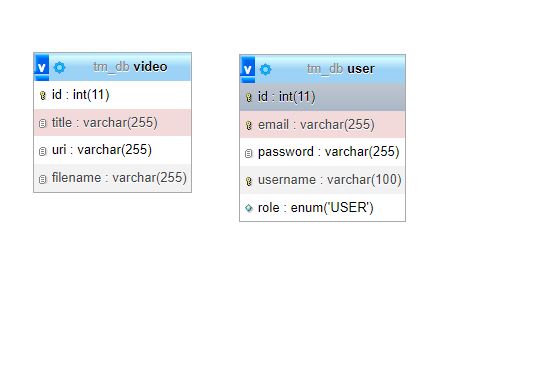 v tm_db video
id : int(11)
title : varchar(255)
uri : varchar(255)
filename : varchar(255)
v tm_db user
id : int(11)
email : varchar(255)
password : varchar(255)
username : varchar(100)
role : enum('USER')